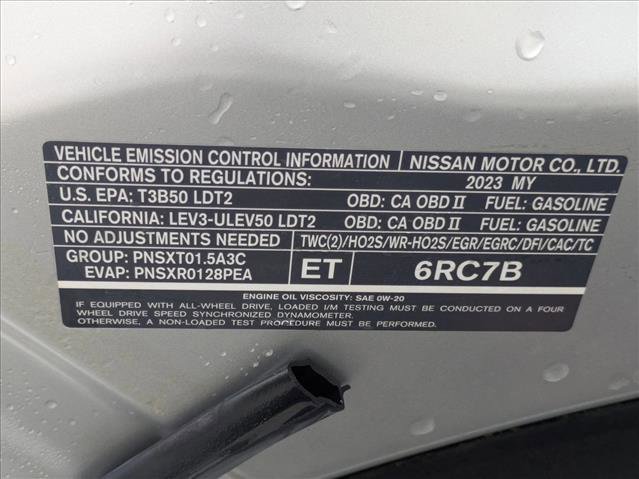 VEHICLE EMISSION CONTROL INFORMATION NISSAN MOTOR CO., LTD.
CONFORMS TO REGULATIONS: 2023 MY
U.S. EPA: T3B50 LDT2 OBD: CA OBD II FUEL: GASOLINE
CALIFORNIA: LEV3-ULEV50 LDT2 OBD: CA OBD II FUEL: GASOLINE
NO ADJUSTMENTS NEEDED TWC(2)/HO2S/WR-HO2S/EGR/EGRC/DFI/CAC/TC
GROUP: PNSXT01.5A3C
EVAP: PNSXR0128PEA
ET 6RC7B
ENGINE OIL VISCOSITY: SAE 0W-20
AS EQUIPPED WITH ALL-WHEEL DRIVE, LOADED I/M TESTING MUST BE CONDUCTED ON A FOUR
WHEEL DRIVE SPEED SYNCHRONIZED DYNAMOMETER.
OTHERWISE, A NON-LOADED TEST PROCEDURE MUST BE PERFORMED.